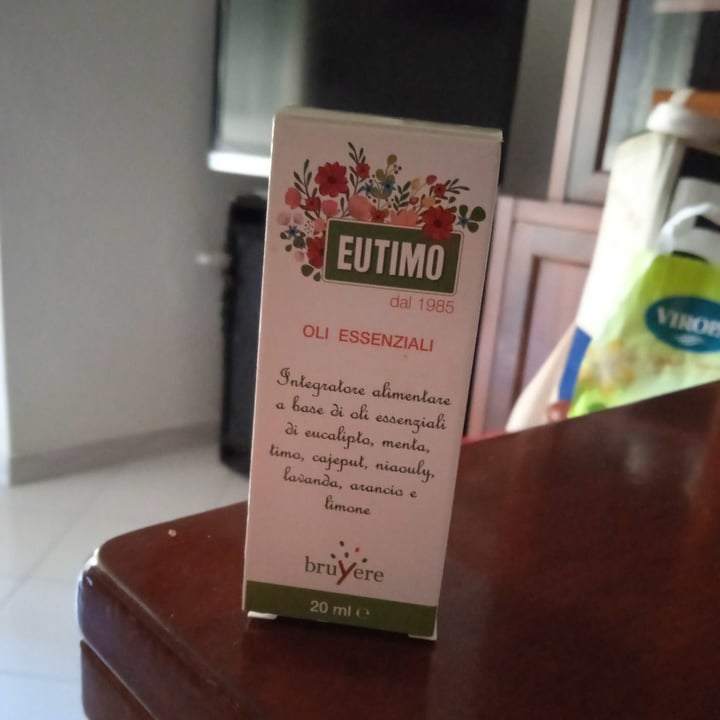 EUTIMO
dal 1985
OLI ESSENZIALI
Integratore alimentare
a base di oli essenziali
di eucalipto, menta,
timo, cajeput, niaouly,
lavanda, arancio e
limone
bruyere
20 ml ℮